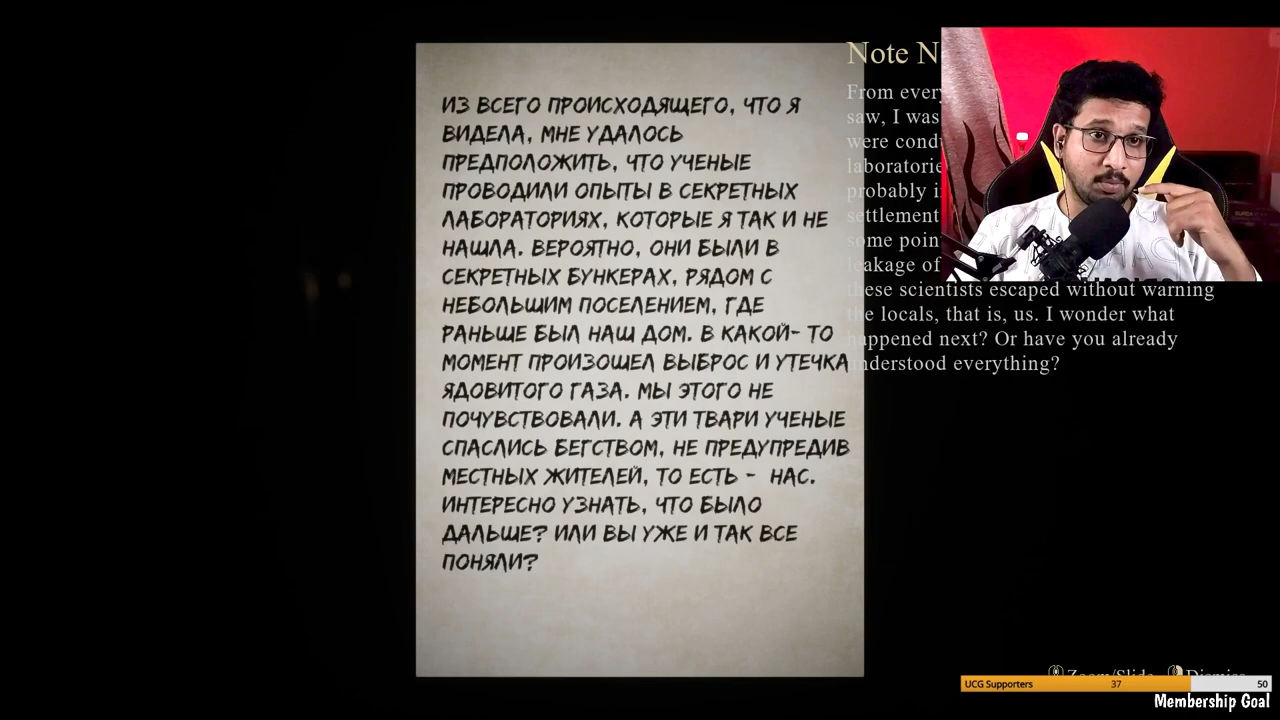 ИЗ ВСЕГО ПРОИСХОДЯЩЕГО, ЧТО Я
ВИДЕЛА, МНЕ УДАЛОСЬ
ПРЕДПОЛОЖИТЬ, ЧТО УЧЕНЫЕ
ПРОВОДИЛИ ОПЫТЫ В СЕКРЕТНЫХ
ЛАБОРАТОРИЯХ, КОТОРЫЕ Я ТАК И НЕ
НАШЛА. ВЕРОЯТНО, ОНИ БЫЛИ В
СЕКРЕТНЫХ БУНКЕРАХ, РЯДОМ С
НЕБОЛЬШИМ ПОСЕЛЕНИЕМ, ГДЕ
РАНЬШЕ БЫЛ НАШ ДОМ. В КАКОЙ- ТО
МОМЕНТ ПРОИЗОШЕЛ ВЫБРОС И УТЕЧКА
ЯДОВИТОГО ГАЗА. МЫ ЭТОГО НЕ
ПОЧУВСТВОВАЛИ. А ЭТИ ТВАРИ УЧЕНЫЕ
СПАСЛИСЬ БЕГСТВОМ, НЕ ПРЕДУПРЕДИВ
МЕСТНЫХ ЖИТЕЛЕЙ, ТО ЕСТЬ - НАС.
ИНТЕРЕСНО УЗНАТЬ, ЧТО БЫЛО
ДАЛЬШЕ? ИЛИ ВЫ УЖЕ И ТАК ВСЕ
ПОНЯЛИ?
Note N
From every
saw, I was
were cond
laboratorie
probably i
settlement
some poin
leakage of
these scientists escaped without warning
the locals, that is, us. I wonder what
happened next? Or have you already
understood everything?
Zoom/Slide Dismiss
UCG Supporters 37 50
Membership Goal